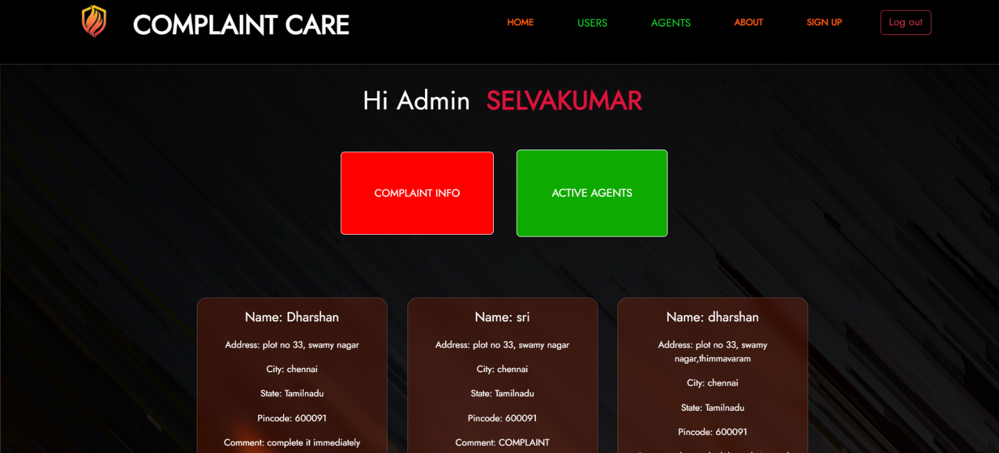 COMPLAINT CARE
HOME
USERS
AGENTS
ABOUT
SIGN UP
Log out
Hi Admin SELVAKUMAR
COMPLAINT INFO
ACTIVE AGENTS
Name: Dharshan
Address: plot no 33, swamy nagar
City: chennai
State: Tamilnadu
Pincode: 600091
Comment: complete it immediately
Name: sri
Address: plot no 33, swamy nagar
City: chennai
State: Tamilnadu
Pincode: 600091
Comment: COMPLAINT
Name: dharshan
Address: plot no 33, swamy
nagar,thimmavaram
City: chennai
State: Tamilnadu
Pincode: 600091